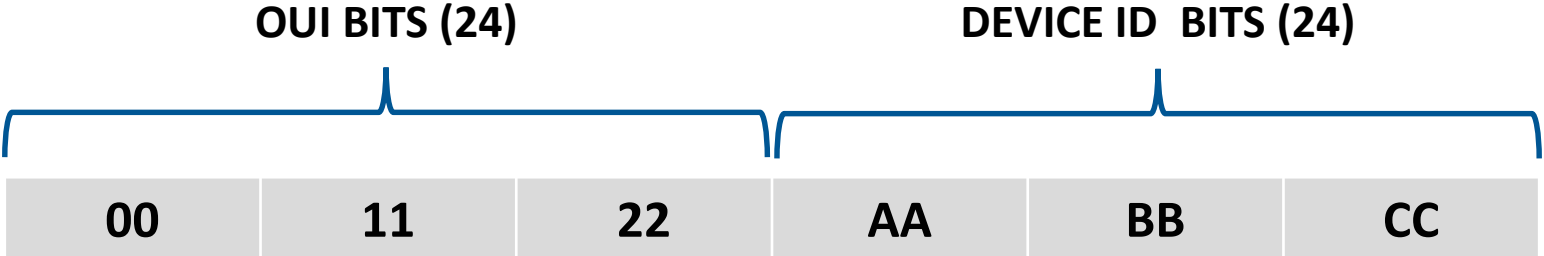 OUI BITS (24) DEVICE ID BITS (24)
00 11 22 AA BB CC